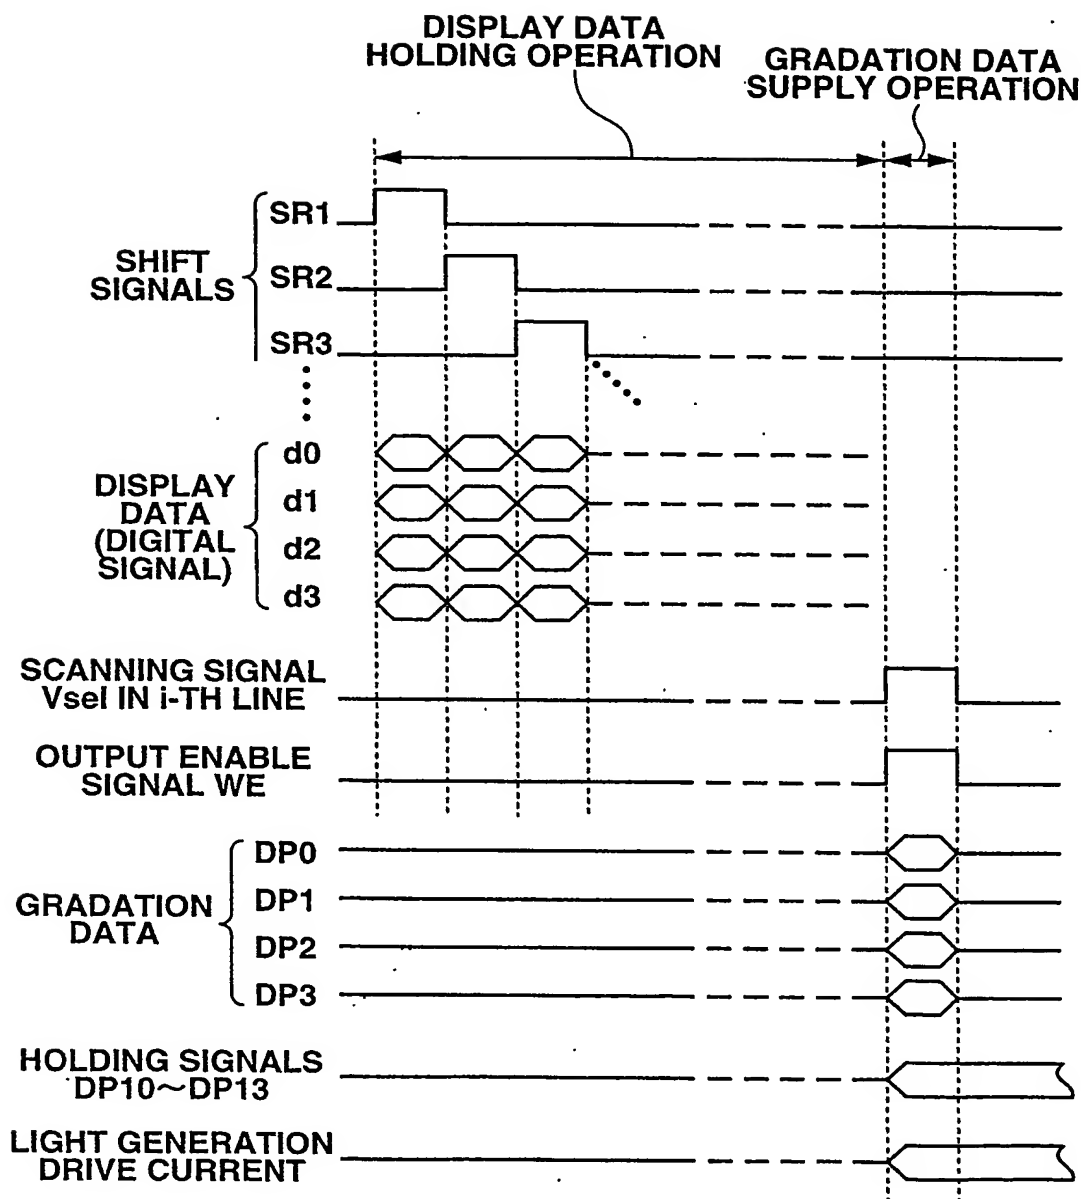 DISPLAY DATA
HOLDING OPERATION
GRADATION DATA
SUPPLY OPERATION
SHIFT
SIGNALS
SR1
SR2
SR3
DISPLAY
DATA
(DIGITAL
SIGNAL)
d0
d1
d2
d3
SCANNING SIGNAL
Vsel IN i-TH LINE
OUTPUT ENABLE
SIGNAL WE
GRADATION
DATA
DP0
DP1
DP2
DP3
HOLDING SIGNALS
DP10~DP13
LIGHT GENERATION
DRIVE CURRENT